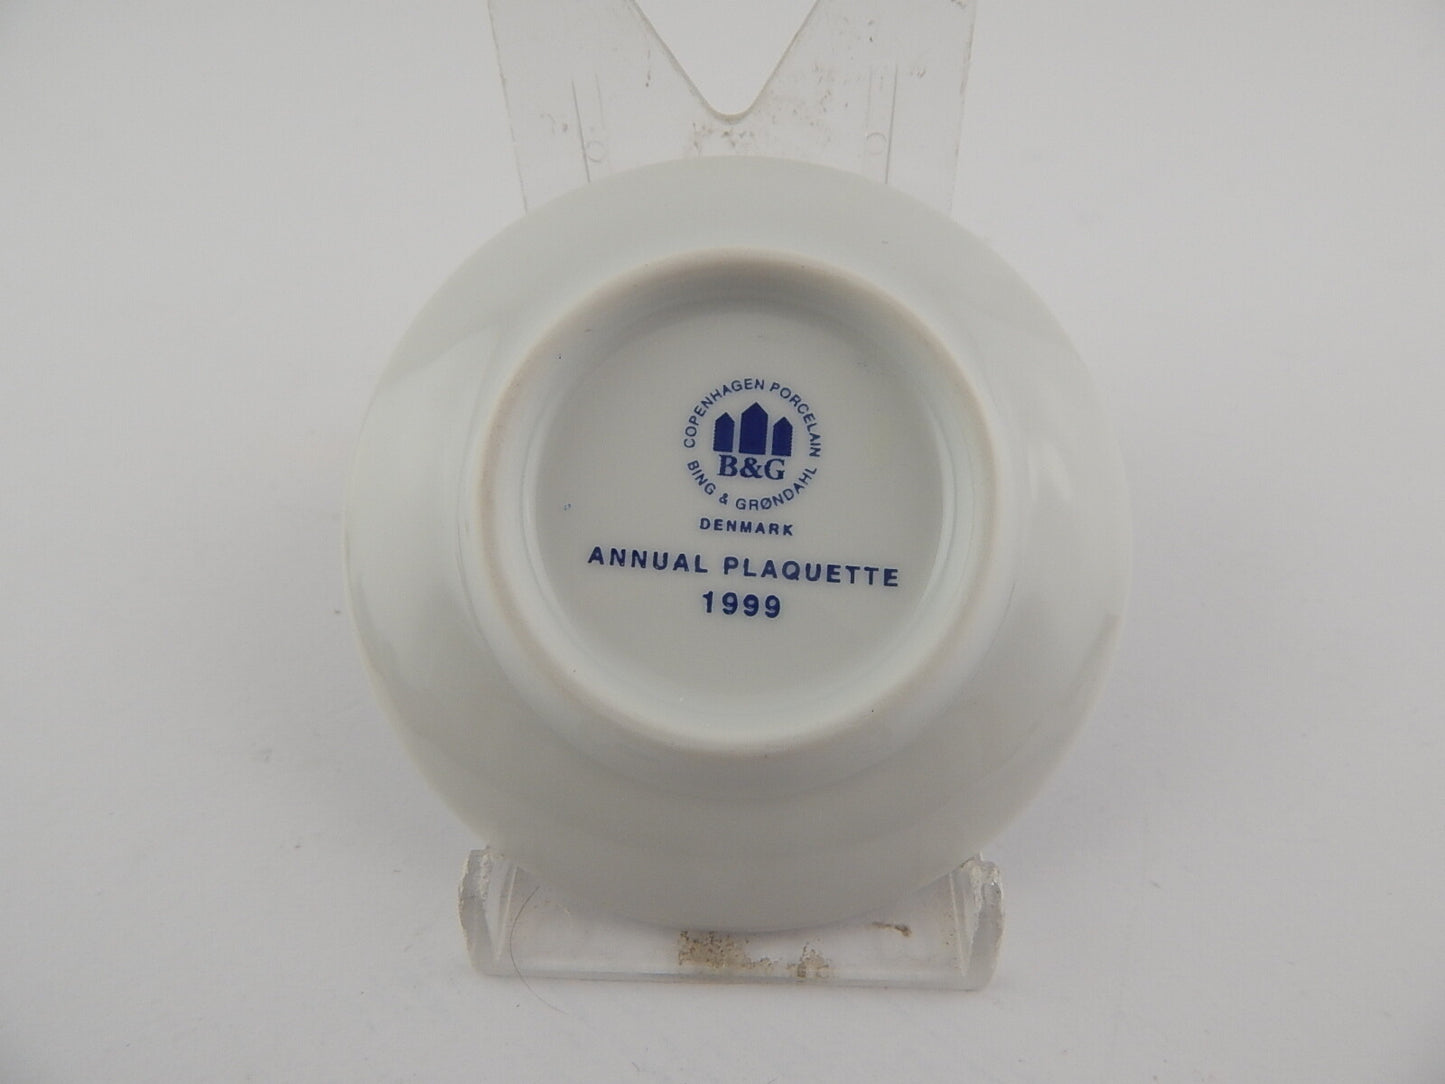 COPENHAGEN PORCELAIN
B&G
BING & GRØNDAHL
DENMARK
ANNUAL PLAQUETTE
1999